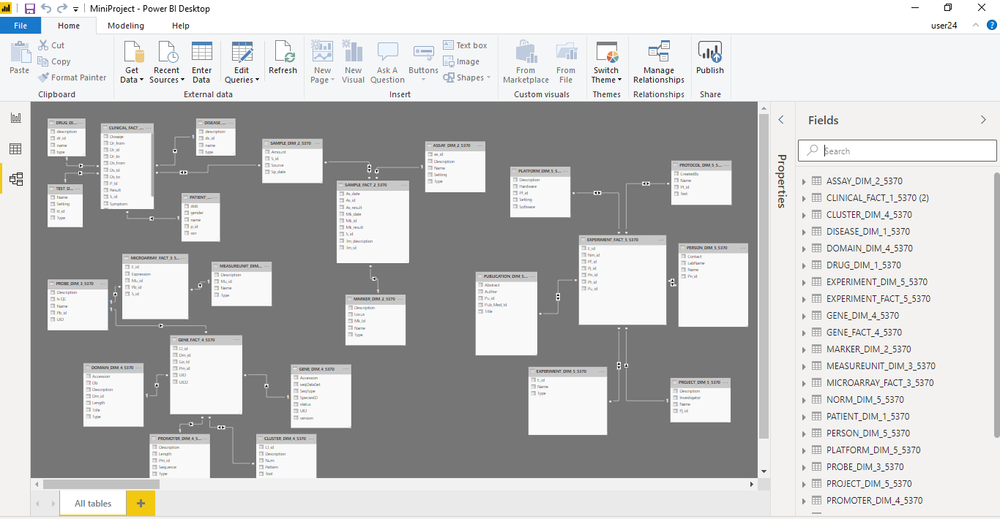 MiniProject - Power BI Desktop
File Home Modeling Help user24
Paste
Cut
Copy
Format Painter
Clipboard
Get Data
Recent Sources
Enter Data
Edit Queries
Refresh
External data
New Page
New Visual
Ask A Question
Buttons
Text box
Image
Shapes
Insert
From Marketplace
From File
Custom visuals
Switch Theme
Themes
Manage Relationships
Relationships
Publish
Share
DRUG_DI...
description
dr_id
name
type
CLINICAL_FACT_...
Dosage
Dr_from
Dr_id
Dr_to
Ds_from
Ds_Id
Ds_to
P_Id
Result
S_id
Symptom
DISEASE_...
description
ds_id
name
type
TEST_D...
Name
Setting
tt_id
Type
PATIENT_...
dob
gender
name
p_id
ssn
SAMPLE_DIM_2_5370
Amount
S_id
Source
Sp_date
SAMPLE_FACT_2_5370
As_date
As_id
As_result
Mk_date
Mk_id
Mk_result
S_id
Tm_description
Tm_id
ASSAY_DIM_2_5370
as_id
Description
Name
Setting
Type
MARKER_DIM_2_5370
Description
Locus
Mk_Id
Name
Type
MICROARRAY_FACT_3_5...
E_id
Expression
Mu_id
Pb_id
S_id
MEASUREUNIT_DIM...
Description
Mu_id
Name
Type
PROBE_DIM_3_5370
Description
Is QC
Name
Pb_id
UID
GENE_FACT_4_5370
Cl_id
Dm_id
Go_Id
Pm_id
UID
UID2
DOMAIN_DIM_4_5370
Accession
Db
Description
Dm_id
Length
Title
Type
GENE_DIM_4_5370
Accession
seqDataSet
SeqType
SpeciesID
status
UID
version
PROMOTER_DIM_4_5...
Description
Length
Pm_id
Sequence
Type
CLUSTER_DIM_4_5370
Cl_id
Description
Num
Pattern
Tool
PLATFORM_DIM_5_5...
Description
Hardware
Pf_id
Setting
Software
PROTOCOL_DIM_5_5...
CreatedBy
Name
Pt_id
EXPERIMENT_FACT_5_5370
E_id
Nm_id
Pf_id
Pj_id
Pn_id
Pt_id
Pu_id
PERSON_DIM_5_5370
Contact
LabName
Name
Pn_id
PUBLICATION_DIM_5_...
Abstract
Author
Pu_id
Pub_Med_Id
Title
EXPERIMENT_DIM_5_5370
E_id
Name
Type
PROJECT_DIM_5_5370
Description
Investigator
Name
Pj_id
All tables
Properties
Fields
Search
ASSAY_DIM_2_5370
CLINICAL_FACT_1_5370 (2)
CLUSTER_DIM_4_5370
DISEASE_DIM_1_5370
DOMAIN_DIM_4_5370
DRUG_DIM_1_5370
EXPERIMENT_DIM_5_5370
EXPERIMENT_FACT_5_5370
GENE_DIM_4_5370
GENE_FACT_4_5370
MARKER_DIM_2_5370
MEASUREUNIT_DIM_3_5370
MICROARRAY_FACT_3_5370
NORM_DIM_5_5370
PATIENT_DIM_1_5370
PERSON_DIM_5_5370
PLATFORM_DIM_5_5370
PROBE_DIM_3_5370
PROJECT_DIM_5_5370
PROMOTER_DIM_4_5370